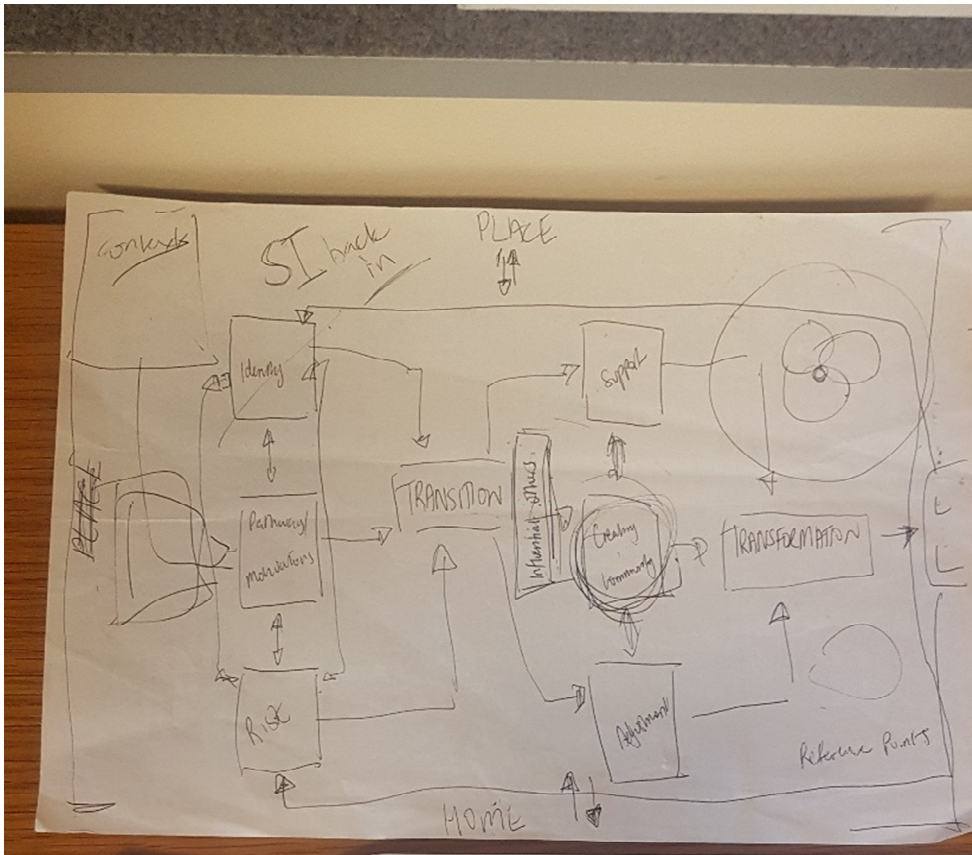 Contexts
SI back
in
PLACE
Identity
Support
PLACE
TRANSITION
Influential others
Pathways/
motivations
Creating
community
TRANSFORMATION
L
L
Risk
Adjustment
Reference Points
HOME